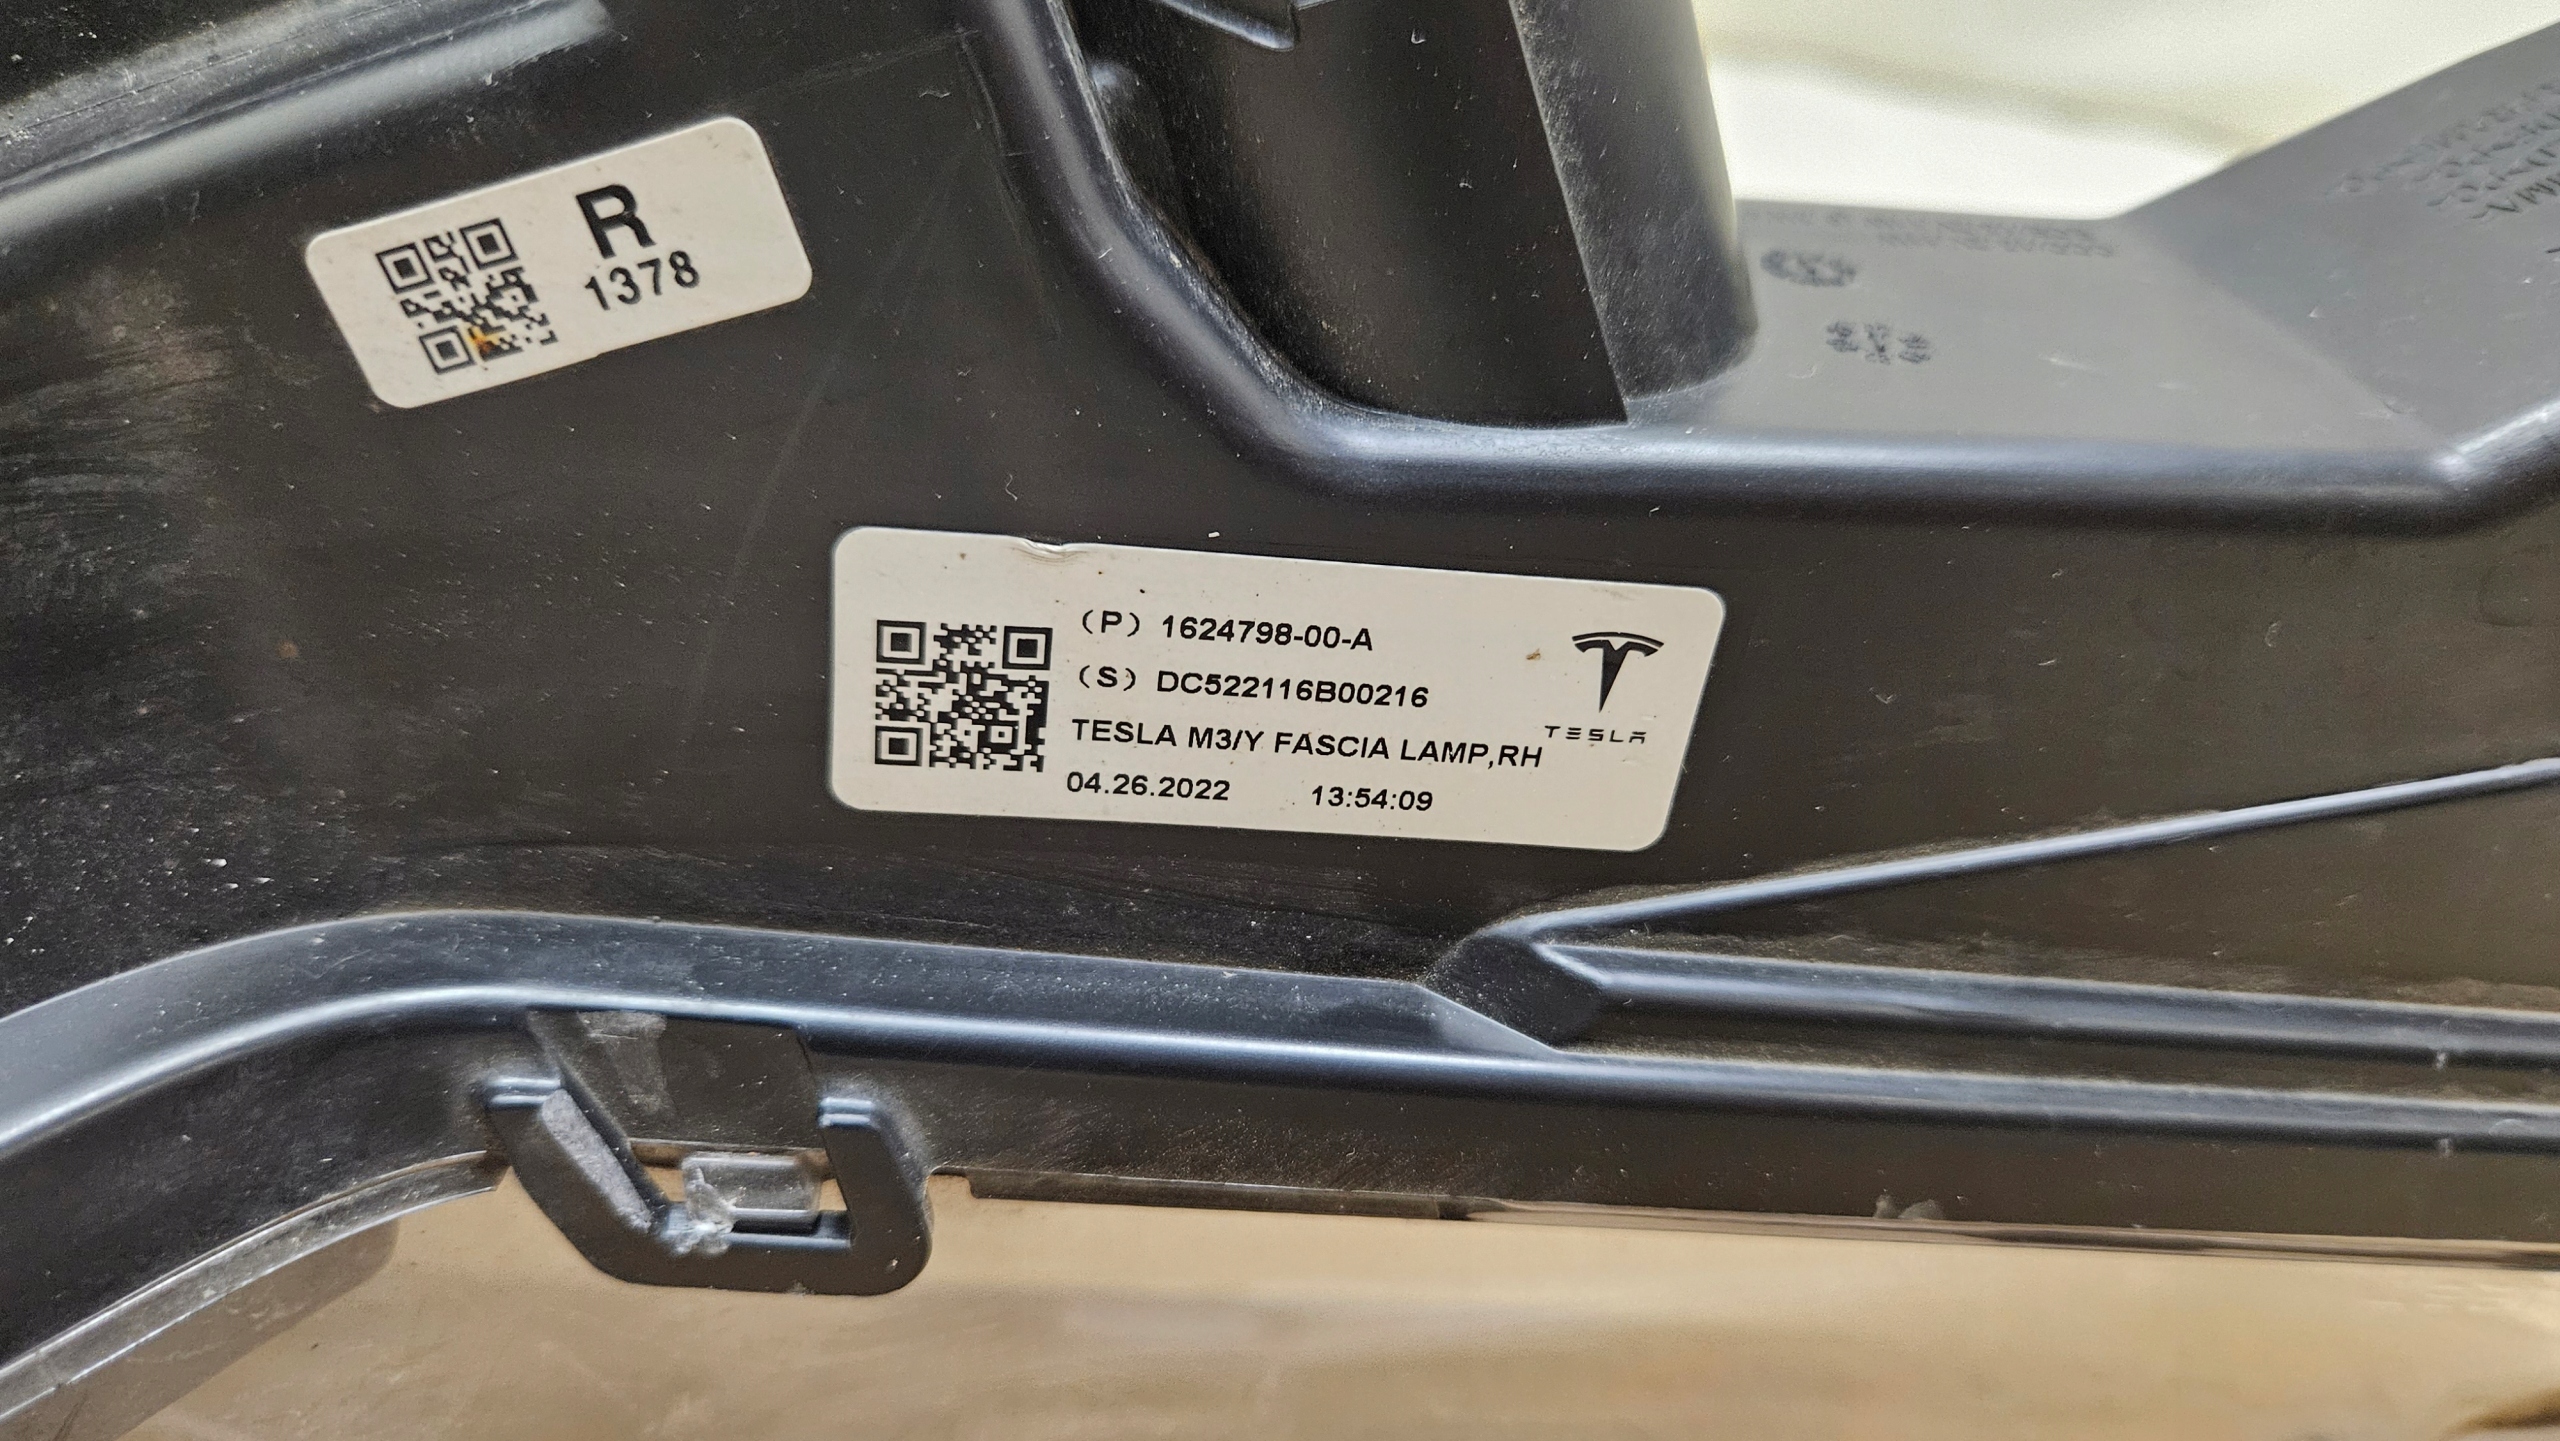 R
1378
(P) 1624798-00-A
(S) DC522116B00216
TESLA M3/Y FASCIA LAMP,RH
04.26.2022 13:54:09
TESLA